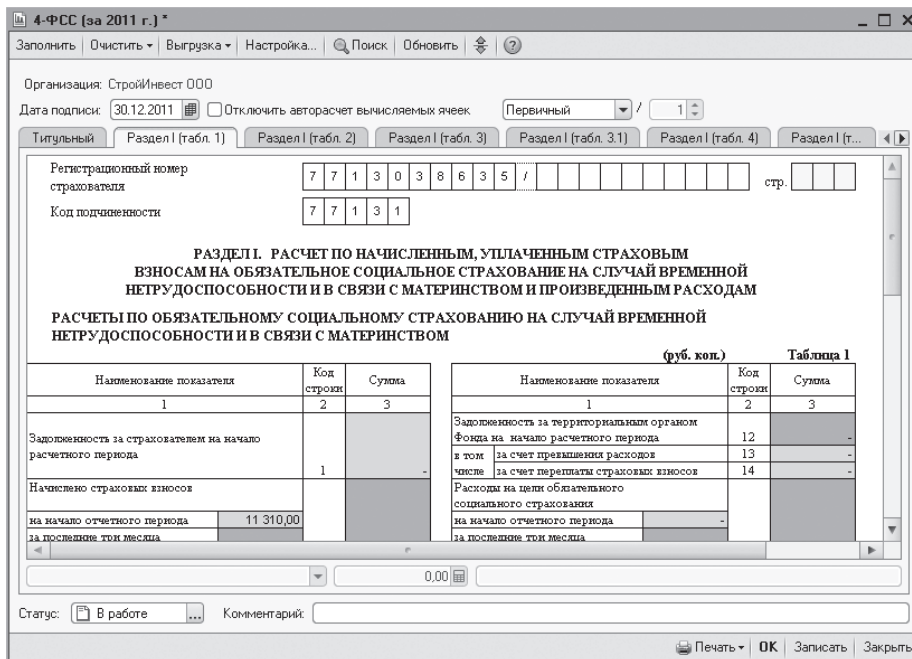 4-ФСС (за 2011 г.) *
Заполнить Очистить Выгрузка Настройка... Поиск Обновить
Организация: СтройИнвест ООО
Дата подписи: 30.12.2011 Отключить авторасчет вычисляемых ячеек Первичный / 1
Титульный Раздел I (табл. 1) Раздел I (табл. 2) Раздел I (табл. 3) Раздел I (табл. 3.1) Раздел I (табл. 4) Раздел I (т...
Регистрационный номер
страхователя 7 7 1 3 0 3 8 6 3 5 / стр.
Код подчиненности 7 7 1 3 1
РАЗДЕЛ I. РАСЧЕТ ПО НАЧИСЛЕННЫМ, УПЛАЧЕННЫМ СТРАХОВЫМ
ВЗНОСАМ НА ОБЯЗАТЕЛЬНОЕ СОЦИАЛЬНОЕ СТРАХОВАНИЕ НА СЛУЧАЙ ВРЕМЕННОЙ
НЕТРУДОСПОСОБНОСТИ И В СВЯЗИ С МАТЕРИНСТВОМ И ПРОИЗВЕДЕННЫМ РАСХОДАМ
РАСЧЕТЫ ПО ОБЯЗАТЕЛЬНОМУ СОЦИАЛЬНОМУ СТРАХОВАНИЮ НА СЛУЧАЙ ВРЕМЕННОЙ
НЕТРУДОСПОСОБНОСТИ И В СВЯЗИ С МАТЕРИНСТВОМ
(руб. коп.) Таблица 1
Наименование показателя Код строки Сумма
1 2 3
Задолженность за страхователем на начало
расчетного периода 1 -
Начислено страховых взносов
на начало отчетного периода 11 310,00
за последние три месяца
Наименование показателя Код строки Сумма
1 2 3
Задолженность за территориальным органом
Фонда на начало расчетного периода 12 -
в том за счет превышения расходов 13 -
числе за счет переплаты страховых взносов 14 -
Расходы на цели обязательного
социального страхования
на начало отчетного периода -
за последние три месяца
0,00
Статус: В работе ... Комментарий:
Печать OK Записать Закрыть